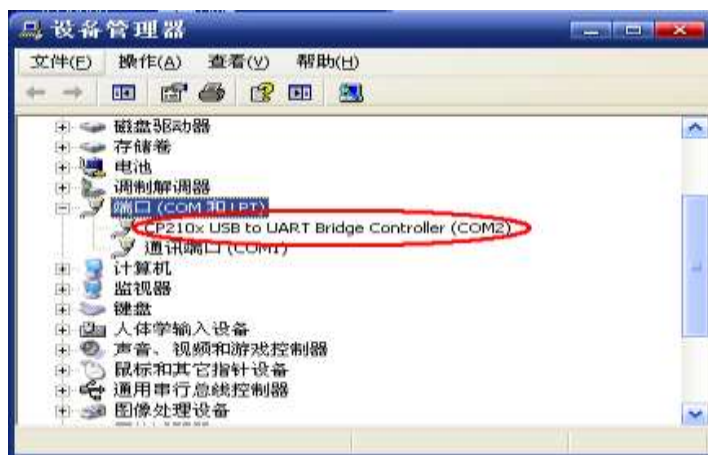 设备管理器
文件(F) 操作(A) 查看(V) 帮助(H)
磁盘驱动器
存储卷
电池
调制解调器
端口 (COM 和 LPT)
CP210x USB to UART Bridge Controller (COM2)
通讯端口 (COM1)
计算机
监视器
键盘
人体学输入设备
声音、视频和游戏控制器
鼠标和其它指针设备
通用串行总线控制器
图像处理设备